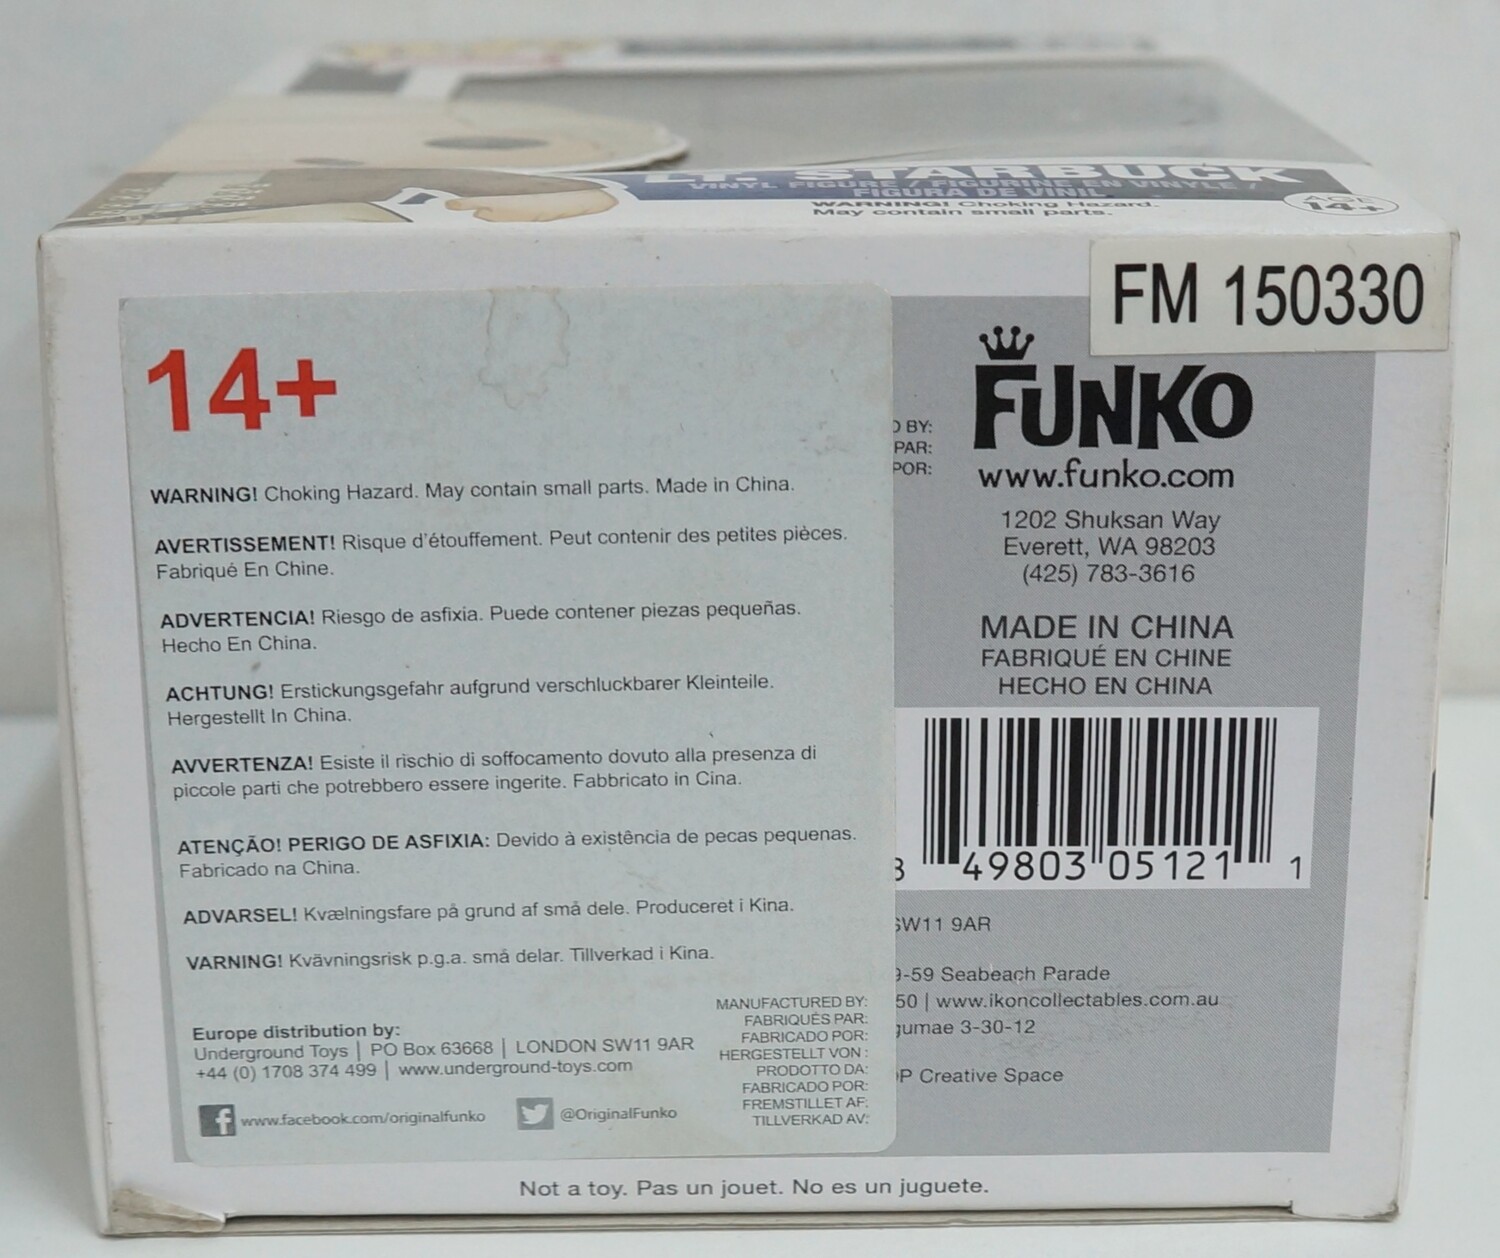 LT. STARBUCK
VINYL FIGURE / FIGURINE EN VINYLE /
FIGURA DE VINIL
WARNING! Choking Hazard.
May contain small parts.
AGE
14+
FM 150330
14+
WARNING! Choking Hazard. May contain small parts. Made in China.
AVERTISSEMENT! Risque d'étouffement. Peut contenir des petites pièces.
Fabriqué En Chine.
ADVERTENCIA! Riesgo de asfixia. Puede contener piezas pequeñas.
Hecho En China.
ACHTUNG! Erstickungsgefahr aufgrund verschluckbarer Kleinteile.
Hergestellt In China.
AVVERTENZA! Esiste il rischio di soffocamento dovuto alla presenza di
piccole parti che potrebbero essere ingerite. Fabbricato in Cina.
ATENÇÃO! PERIGO DE ASFIXIA: Devido à existência de pecas pequenas.
Fabricado na China.
ADVARSEL! Kvælningsfare på grund af små dele. Produceret i Kina.
VARNING! Kvävningsrisk p.g.a. små delar. Tillverkad i Kina.
Europe distribution by:
Underground Toys | PO Box 63668 | LONDON SW11 9AR
+44 (0) 1708 374 499 | www.underground-toys.com
www.facebook.com/originalfunko
@OriginalFunko
MANUFACTURED BY:
FABRIQUÉS PAR:
FABRICADO POR:
HERGESTELLT VON :
PRODOTTO DA:
FABRICADO POR:
FREMSTILLET AF:
TILLVERKAD AV:
BY:
PAR:
POR:
FUNKO
www.funko.com
1202 Shuksan Way
Everett, WA 98203
(425) 783-3616
MADE IN CHINA
FABRIQUÉ EN CHINE
HECHO EN CHINA
8 49803 05121 1
SW11 9AR
9-59 Seabeach Parade
50 | www.ikoncollectables.com.au
gumae 3-30-12
P Creative Space
Not a toy. Pas un jouet. No es un juguete.